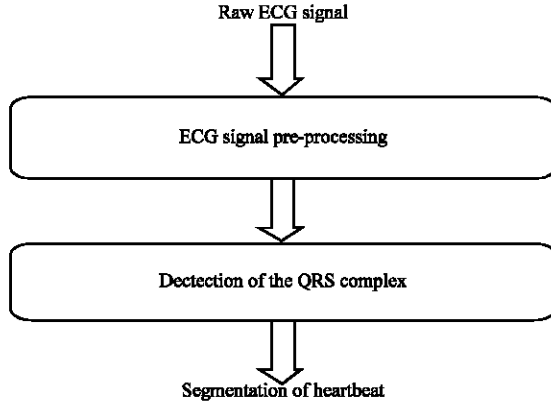 Raw ECG signal
ECG signal pre-processing
Dectection of the QRS complex
Segmentation of heartbeat